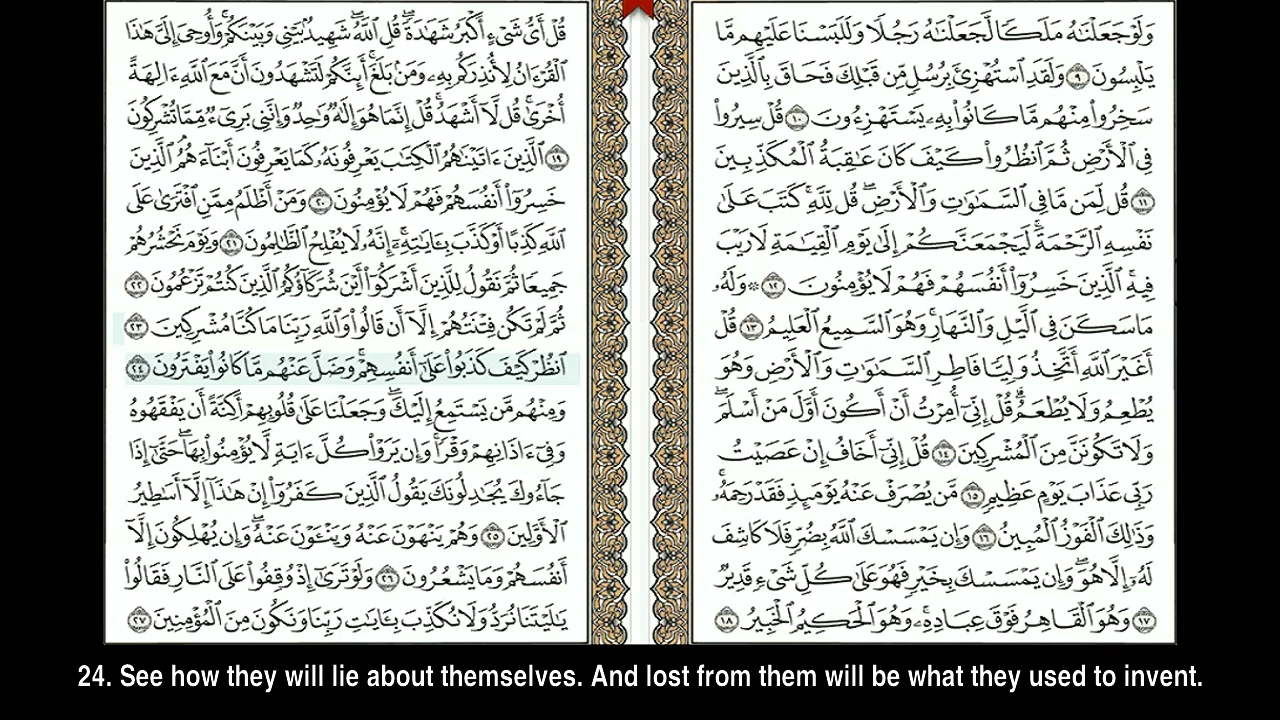 وَلَوْ جَعَلْنَٰهُ مَلَكًا لَّجَعَلْنَٰهُ رَجُلًا وَلَلَبَسْنَا عَلَيْهِم مَّا
يَلْبِسُونَ ٩ وَلَقَدِ ٱسْتُهْزِئَ بِرُسُلٍ مِّن قَبْلِكَ فَحَاقَ بِٱلَّذِينَ
سَخِرُوا۟ مِنْهُم مَّا كَانُوا۟ بِهِۦ يَسْتَهْزِءُونَ ١٠ قُلْ سِيرُوا۟
فِى ٱلْأَرْضِ ثُمَّ ٱنظُرُوا۟ كَيْفَ كَانَ عَٰقِبَةُ ٱلْمُكَذِّبِينَ
١١ قُل لِّمَن مَّا فِى ٱلسَّمَٰوَٰتِ وَٱلْأَرْضِ ۖ قُل لِّلَّهِ ۚ كَتَبَ عَلَىٰ
نَفْسِهِ ٱلرَّحْمَةَ ۚ لَيَجْمَعَنَّكُمْ إِلَىٰ يَوْمِ ٱلْقِيَٰمَةِ لَا رَيْبَ
فِيهِ ۚ ٱلَّذِينَ خَسِرُوٓا۟ أَنفُسَهُمْ فَهُمْ لَا يُؤْمِنُونَ ١٢ ۞ وَلَهُۥ
مَا سَكَنَ فِى ٱلَّيْلِ وَٱلنَّهَارِ ۚ وَهُوَ ٱلسَّمِيعُ ٱلْعَلِيمُ ١٣ قُلْ
أَغَيْرَ ٱللَّهِ أَتَّخِذُ وَلِيًّا فَاطِرِ ٱلسَّمَٰوَٰتِ وَٱلْأَرْضِ وَهُوَ
يُطْعِمُ وَلَا يُطْعَمُ ۗ قُلْ إِنِّىٓ أُمِرْتُ أَنْ أَكُونَ أَوَّلَ مَنْ أَسْلَمَ ۖ
وَلَا تَكُونَنَّ مِنَ ٱلْمُشْرِكِينَ ١٤ قُلْ إِنِّىٓ أَخَافُ إِنْ عَصَيْتُ
رَبِّى عَذَابَ يَوْمٍ عَظِيمٍ ١٥ مَّن يُصْرَفْ عَنْهُ يَوْمَئِذٍ فَقَدْ رَحِمَهُۥ ۚ
وَذَٰلِكَ ٱلْفَوْزُ ٱلْمُبِينُ ١٦ وَإِن يَمْسَسْكَ ٱللَّهُ بِضُرٍّ فَلَا كَاشِفَ
لَهُۥٓ إِلَّا هُوَ ۖ وَإِن يَمْسَسْكَ بِخَيْرٍ فَهُوَ عَلَىٰ كُلِّ شَىْءٍ قَدِيرٌ
١٧ وَهُوَ ٱلْقَاهِرُ فَوْقَ عِبَادِهِۦ ۚ وَهُوَ ٱلْحَكِيمُ ٱلْخَبِيرُ ١٨
قُلْ أَىُّ شَىْءٍ أَكْبَرُ شَهَٰدَةً ۖ قُلِ ٱللَّهُ ۖ شَهِيدٌۢ بَيْنِى وَبَيْنَكُمْ ۚ وَأُوحِىَ إِلَىَّ هَٰذَا
ٱلْقُرْءَانُ لِأُنذِرَكُم بِهِۦ وَمَنۢ بَلَغَ ۚ أَئِنَّكُمْ لَتَشْهَدُونَ أَنَّ مَعَ ٱللَّهِ ءَالِهَةً
أُخْرَىٰ ۚ قُل لَّآ أَشْهَدُ ۚ قُلْ إِنَّمَا هُوَ إِلَٰهٌ وَٰحِدٌ وَإِنَّنِى بَرِىٓءٌ مِّمَّا تُشْرِكُونَ
١٩ ٱلَّذِينَ ءَاتَيْنَٰهُمُ ٱلْكِتَٰبَ يَعْرِفُونَهُۥ كَمَا يَعْرِفُونَ أَبْنَآءَهُمُ ٱلَّذِينَ
خَسِرُوٓا۟ أَنفُسَهُمْ فَهُمْ لَا يُؤْمِنُونَ ٢٠ وَمَنْ أَظْلَمُ مِمَّنِ ٱفْتَرَىٰ عَلَى
ٱللَّهِ كَذِبًا أَوْ كَذَّبَ بِـَٔايَٰتِهِۦٓ ۗ إِنَّهُۥ لَا يُفْلِحُ ٱلظَّٰلِمُونَ ٢١ وَيَوْمَ نَحْشُرُهُمْ
جَمِيعًا ثُمَّ نَقُولُ لِلَّذِينَ أَشْرَكُوٓا۟ أَيْنَ شُرَكَآؤُكُمُ ٱلَّذِينَ كُنتُمْ تَزْعُمُونَ ٢٢
ثُمَّ لَمْ تَكُن فِتْنَتُهُمْ إِلَّآ أَن قَالُوا۟ وَٱللَّهِ رَبِّنَا مَا كُنَّا مُشْرِكِينَ ٢٣
ٱنظُرْ كَيْفَ كَذَبُوا۟ عَلَىٰٓ أَنفُسِهِمْ ۚ وَضَلَّ عَنْهُم مَّا كَانُوا۟ يَفْتَرُونَ ٢٤
وَمِنْهُم مَّن يَسْتَمِعُ إِلَيْكَ ۖ وَجَعَلْنَا عَلَىٰ قُلُوبِهِمْ أَكِنَّةً أَن يَفْقَهُوهُ
وَفِىٓ ءَاذَانِهِمْ وَقْرًا ۚ وَإِن يَرَوْا۟ كُلَّ ءَايَةٍ لَّا يُؤْمِنُوا۟ بِهَا ۚ حَتَّىٰٓ إِذَا
جَآءُوكَ يُجَٰدِلُونَكَ يَقُولُ ٱلَّذِينَ كَفَرُوٓا۟ إِنْ هَٰذَآ إِلَّآ أَسَٰطِيرُ
ٱلْأَوَّلِينَ ٢٥ وَهُمْ يَنْهَوْنَ عَنْهُ وَيَنْـَٔوْنَ عَنْهُ ۖ وَإِن يُهْلِكُونَ إِلَّآ
أَنفُسَهُمْ وَمَا يَشْعُرُونَ ٢٦ وَلَوْ تَرَىٰٓ إِذْ وُقِفُوا۟ عَلَى ٱلنَّارِ فَقَالُوا۟
يَٰلَيْتَنَا نُرَدُّ وَلَا نُكَذِّبَ بِـَٔايَٰتِ رَبِّنَا وَنَكُونَ مِنَ ٱلْمُؤْمِنِينَ ٢٧
24. See how they will lie about themselves. And lost from them will be what they used to invent.